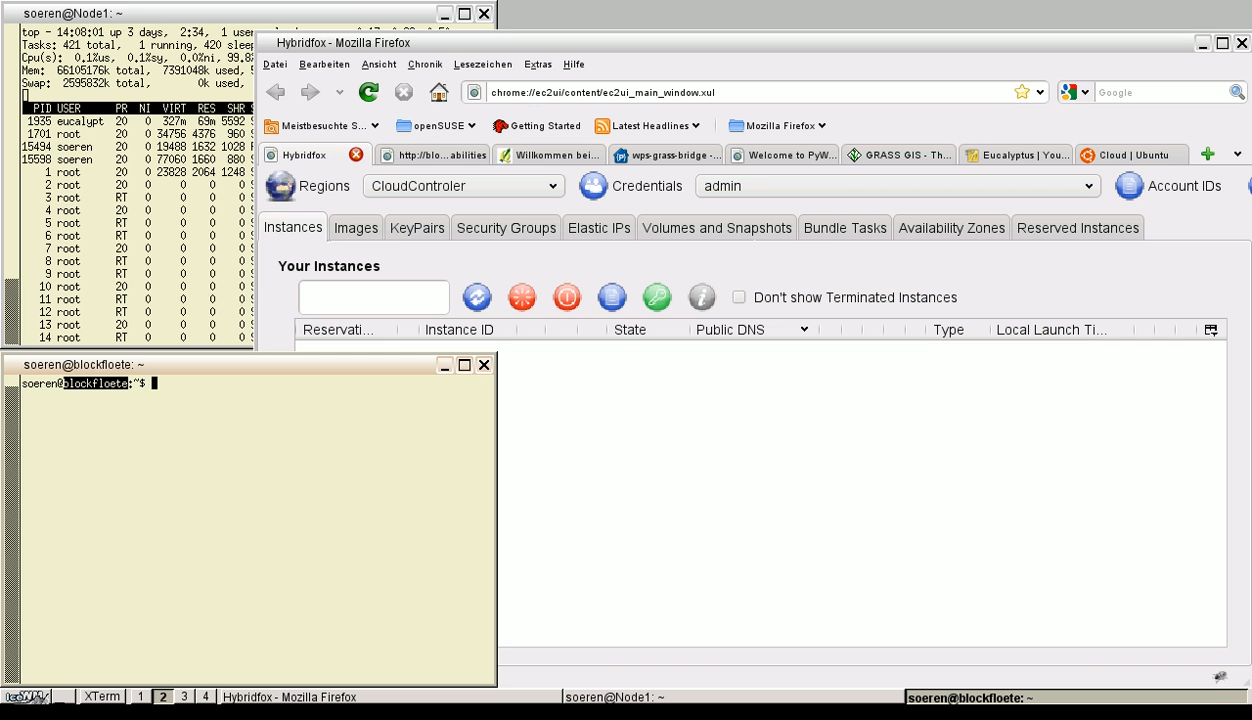 soeren@Node1: ~
top - 14:08:01 up 3 days, 2:34, 1 user
Tasks: 421 total, 1 running, 420 sleep
Cpu(s): 0.1%us, 0.1%sy, 0.0%ni, 99.8
Mem: 66105176k total, 7391048k used,
Swap: 2595832k total, 0k used,
PID USER PR NI VIRT RES SHR S
1935 eucalypt 20 0 327m 69m 5592 S
1701 root 20 0 34756 4376 960 S
15494 soeren 20 0 19488 1632 1028 R
15598 soeren 20 0 77060 1660 880 S
1 root 20 0 23828 2064 1248 S
2 root 20 0 0 0 0 S
3 root RT 0 0 0 0 S
4 root 20 0 0 0 0 S
5 root RT 0 0 0 0 S
6 root RT 0 0 0 0 S
7 root 20 0 0 0 0 S
8 root RT 0 0 0 0 S
9 root RT 0 0 0 0 S
10 root 20 0 0 0 0 S
11 root RT 0 0 0 0 S
12 root RT 0 0 0 0 S
13 root 20 0 0 0 0 S
14 root RT 0 0 0 0 S
Hybridfox - Mozilla Firefox
Datei Bearbeiten Ansicht Chronik Lesezeichen Extras Hilfe
chrome://ec2ui/content/ec2ui_main_window.xul
Google
Meistbesuchte S... openSUSE Getting Started Latest Headlines Mozilla Firefox
Hybridfox http://blo...abilities Willkommen bei... wps-grass-bridge -... Welcome to PyW... GRASS GIS - Th... Eucalyptus | You... Cloud | Ubuntu
Regions CloudControler Credentials admin Account IDs
Instances Images KeyPairs Security Groups Elastic IPs Volumes and Snapshots Bundle Tasks Availability Zones Reserved Instances
Your Instances
Don't show Terminated Instances
Reservati... Instance ID State Public DNS Type Local Launch Ti...
soeren@blockfloete: ~
soeren@blockfloete:~$
XTerm 1 2 3 4 Hybridfox - Mozilla Firefox soeren@Node1: ~ soeren@blockfloete: ~